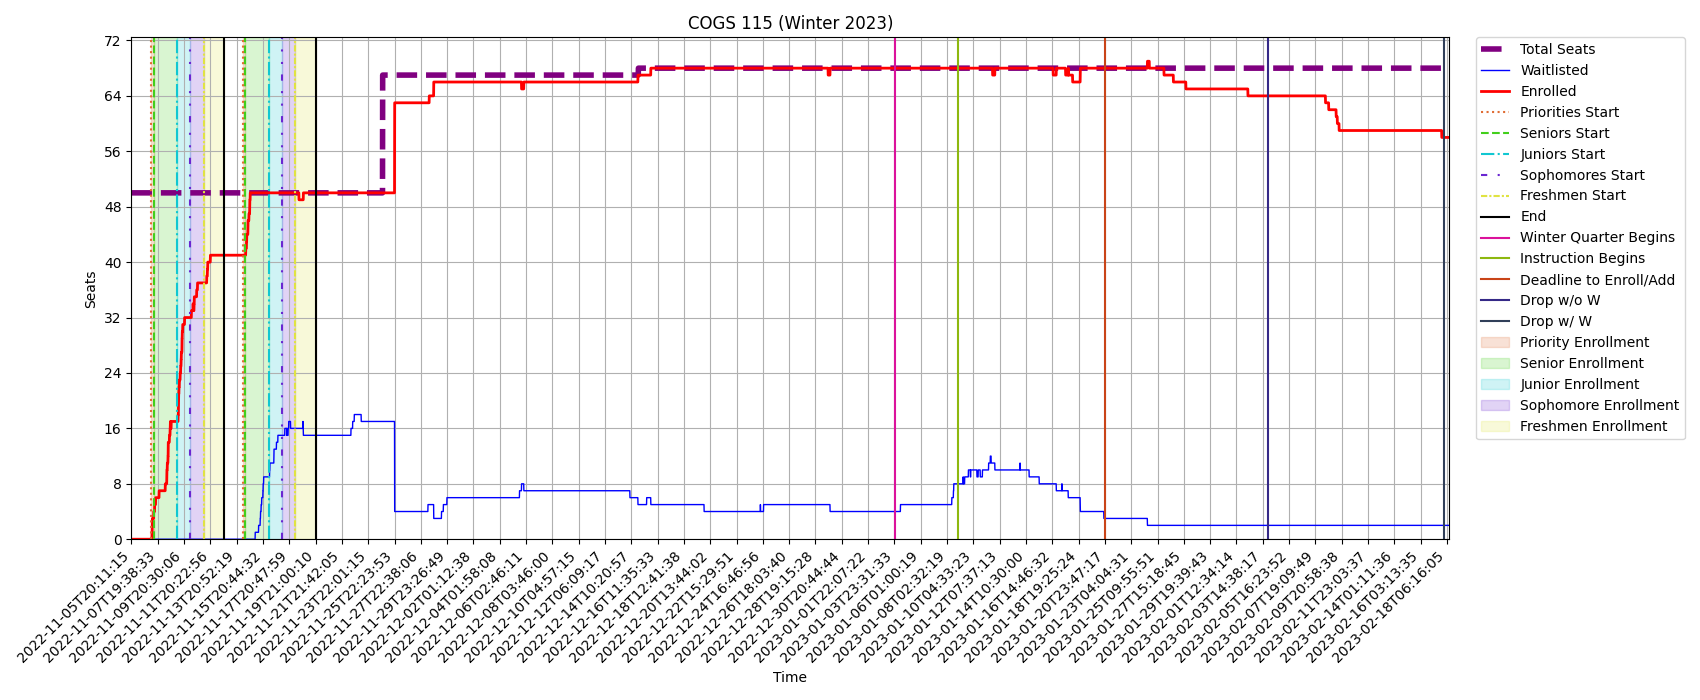 COGS 115 (Winter 2023)
72
64
56
48
40
32
24
16
8
0
Seats
2022-11-05T20:11:15
2022-11-07T19:38:33
2022-11-09T20:30:06
2022-11-11T20:22:56
2022-11-13T20:52:19
2022-11-15T20:44:32
2022-11-17T20:47:59
2022-11-19T21:00:10
2022-11-21T21:42:05
2022-11-23T22:01:15
2022-11-25T22:23:53
2022-11-27T22:38:06
2022-11-29T23:26:49
2022-12-02T01:12:38
2022-12-04T01:58:05
2022-12-06T02:46:11
2022-12-08T03:46:00
2022-12-10T04:57:15
2022-12-12T06:09:17
2022-12-14T10:20:57
2022-12-16T11:35:33
2022-12-18T12:41:38
2022-12-20T13:44:02
2022-12-22T15:29:51
2022-12-24T16:46:56
2022-12-26T18:03:40
2022-12-28T19:15:28
2022-12-30T20:44:44
2023-01-01T22:07:22
2023-01-03T23:31:33
2023-01-06T01:00:19
2023-01-08T02:32:19
2023-01-10T04:33:23
2023-01-12T07:37:13
2023-01-14T10:30:00
2023-01-16T14:46:32
2023-01-18T19:25:24
2023-01-20T23:47:17
2023-01-23T04:04:31
2023-01-25T09:55:51
2023-01-27T15:18:45
2023-01-29T19:39:43
2023-02-01T12:34:14
2023-02-03T14:38:17
2023-02-05T16:23:52
2023-02-07T19:09:49
2023-02-09T20:58:38
2023-02-11T23:03:37
2023-02-14T01:11:36
2023-02-16T03:13:35
2023-02-18T06:16:05
Time
Total Seats
Waitlisted
Enrolled
Priorities Start
Seniors Start
Juniors Start
Sophomores Start
Freshmen Start
End
Winter Quarter Begins
Instruction Begins
Deadline to Enroll/Add
Drop w/o W
Drop w/ W
Priority Enrollment
Senior Enrollment
Junior Enrollment
Sophomore Enrollment
Freshmen Enrollment